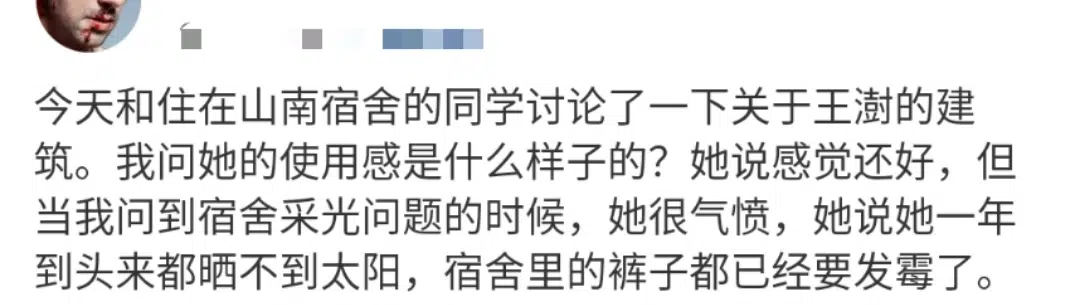 今天和住在山南宿舍的同学讨论了一下关于王澍的建
筑。我问她的使用感是什么样子的？她说感觉还好，但
当我问到宿舍采光问题的时候，她很气愤，她说她一年
到头来都晒不到太阳，宿舍里的裤子都已经要发霉了。